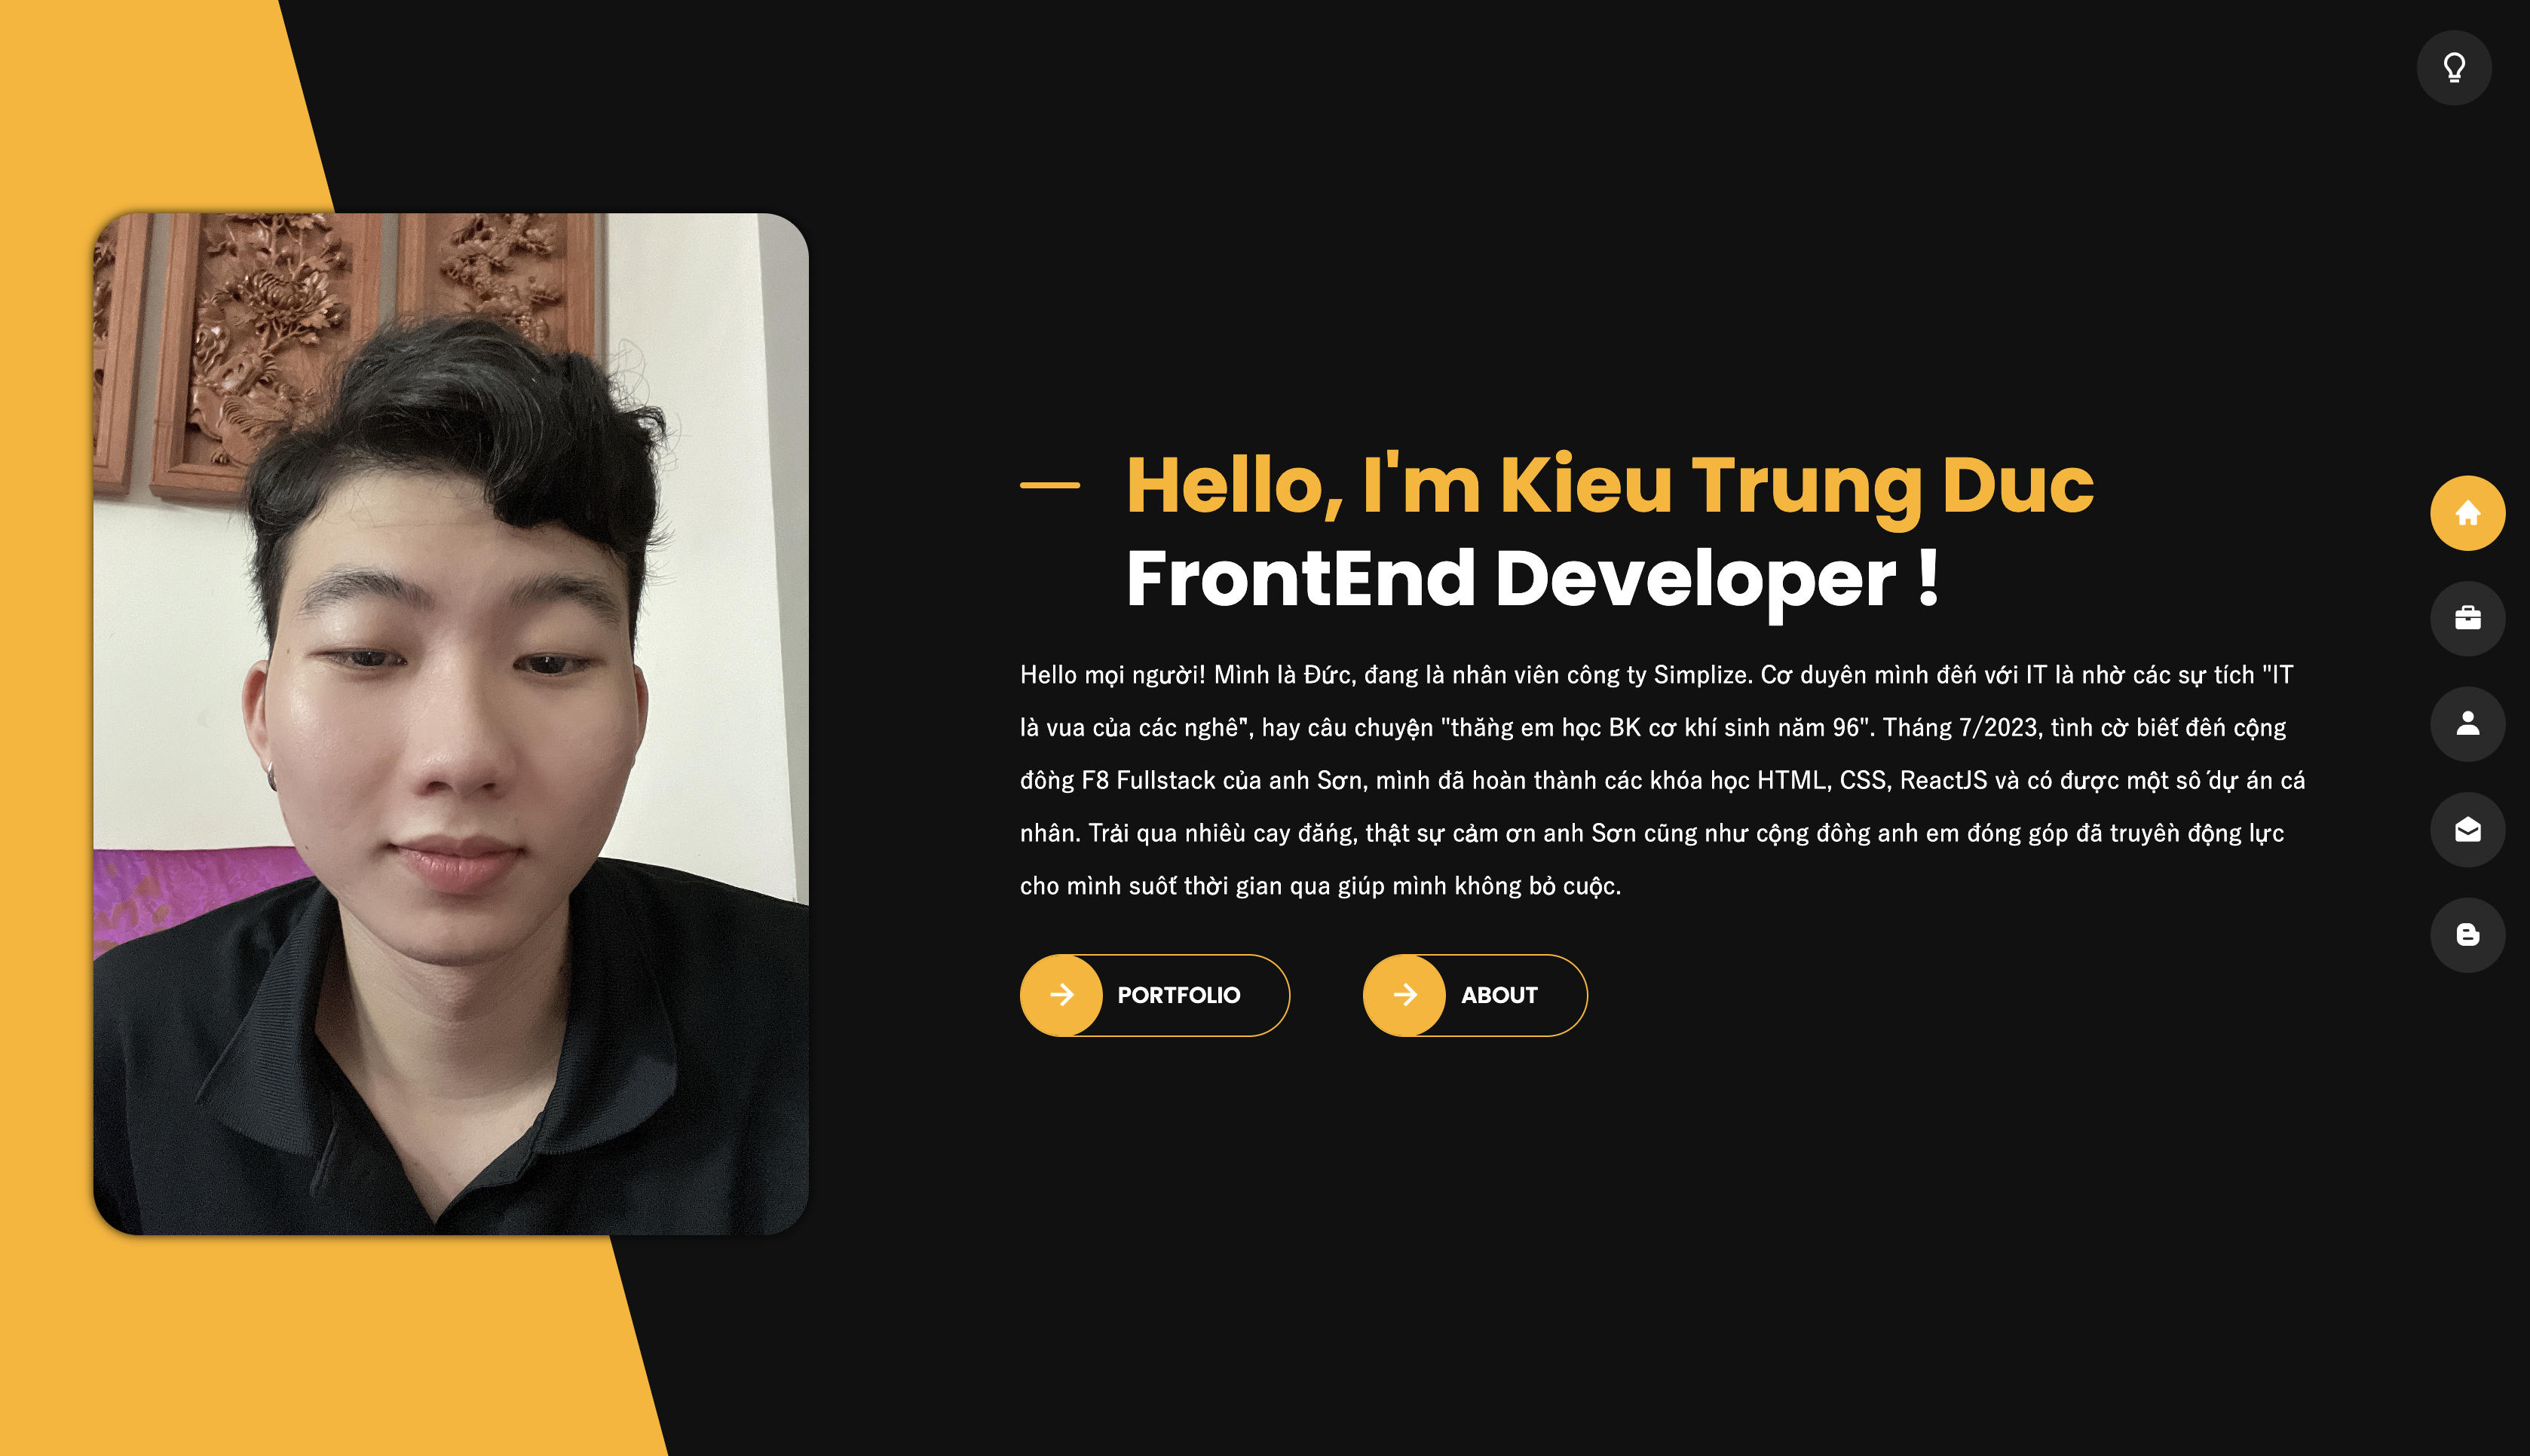 Hello, I'm Kieu Trung Duc
FrontEnd Developer !
Hello mọi người! Mình là Đức, đang là nhân viên công ty Simplize. Cơ duyên mình đến với IT là nhờ các sự tích "IT
là vua của các nghề", hay câu chuyện "thằng em học BK cơ khí sinh năm 96". Tháng 7/2023, tình cờ biết đến cộng
đồng F8 Fullstack của anh Sơn, mình đã hoàn thành các khóa học HTML, CSS, ReactJS và có được một số dự án cá
nhân. Trải qua nhiều cay đắng, thật sự cảm ơn anh Sơn cũng như cộng đồng anh em đóng góp đã truyền động lực
cho mình suốt thời gian qua giúp mình không bỏ cuộc.
PORTFOLIO
ABOUT